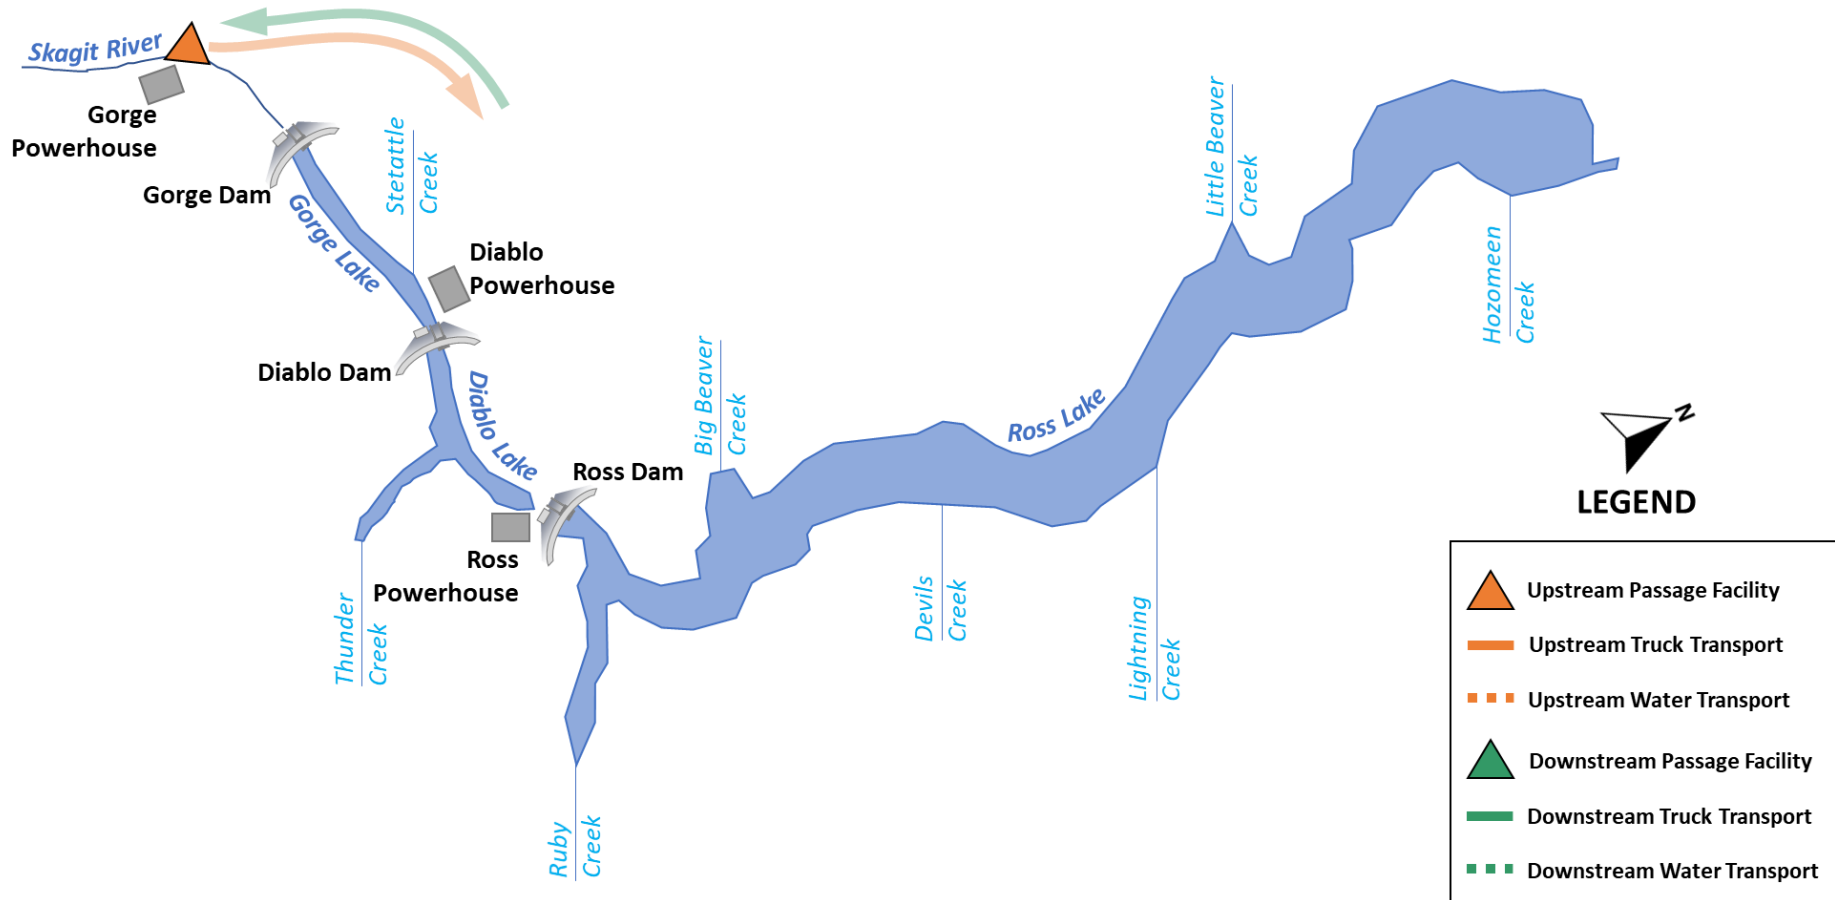 Skagit River
Gorge
Powerhouse
Gorge Dam
Gorge Lake
Stetattle
Creek
Diablo
Powerhouse
Diablo Dam
Diablo Lake
Ross Dam
Ross
Powerhouse
Thunder
Creek
Ruby
Creek
Big Beaver
Creek
Devils
Creek
Ross Lake
Lightning
Creek
Little Beaver
Creek
Hozomeen
Creek
N
LEGEND
Upstream Passage Facility
Upstream Truck Transport
Upstream Water Transport
Downstream Passage Facility
Downstream Truck Transport
Downstream Water Transport